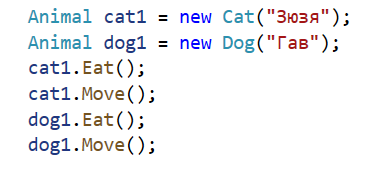 Animal cat1 = new Cat("Зюзя");
Animal dog1 = new Dog("Гав");
cat1.Eat();
cat1.Move();
dog1.Eat();
dog1.Move();